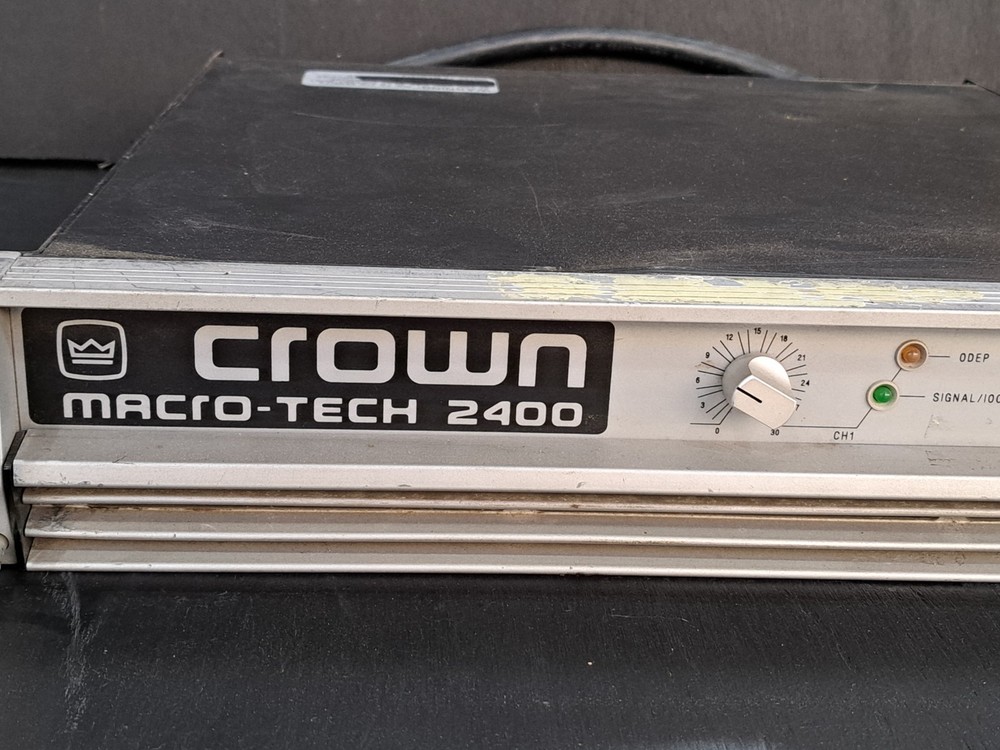 crown
MACrO-TECH 2400
0
3
6
9
12
15
18
21
24
30
ODEP
SIGNAL/IOC
CH1